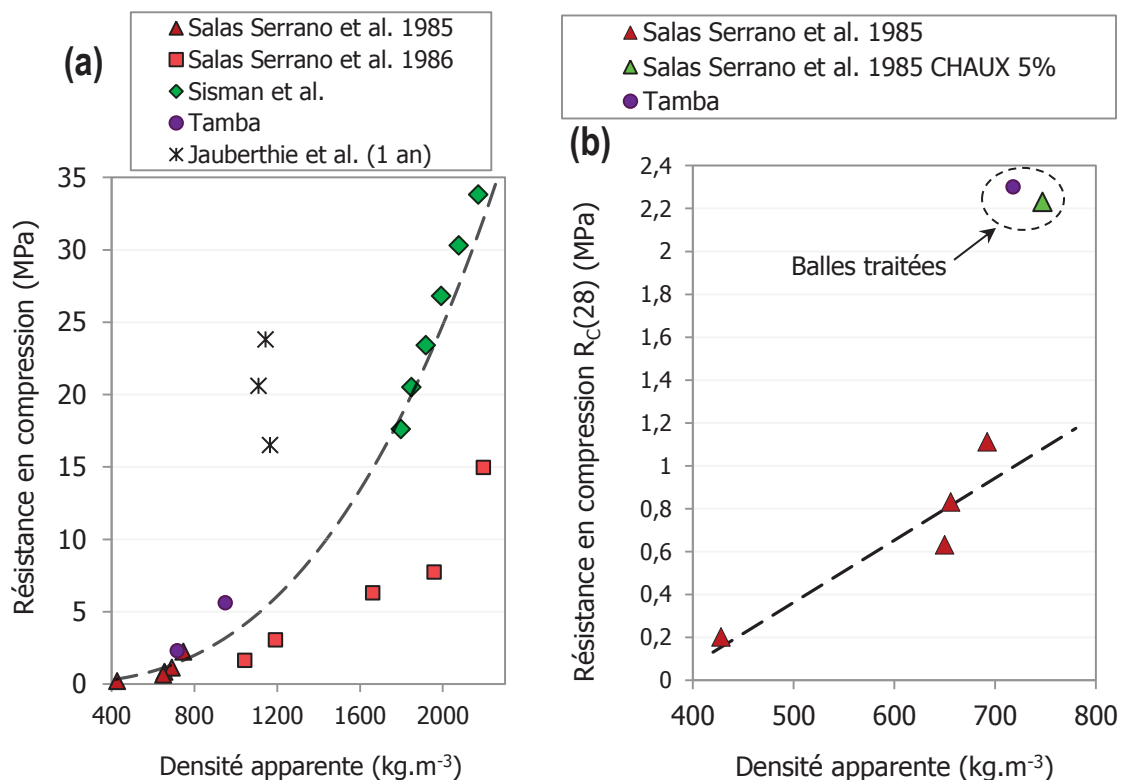 (a)
Salas Serrano et al. 1985
Salas Serrano et al. 1986
Sisman et al.
Tamba
Jauberthie et al. (1 an)
35
30
25
20
15
10
5
0
Résistance en compression (MPa)
400 800 1200 1600 2000
Densité apparente (kg.m-3)
Salas Serrano et al. 1985
Salas Serrano et al. 1985 CHAUX 5%
Tamba
(b)
2,4
2,2
2
1,8
1,6
1,4
1,2
1
0,8
0,6
0,4
0,2
0
Résistance en compression RC(28) (MPa)
Balles traitées
400 500 600 700 800
Densité apparente (kg.m-3)